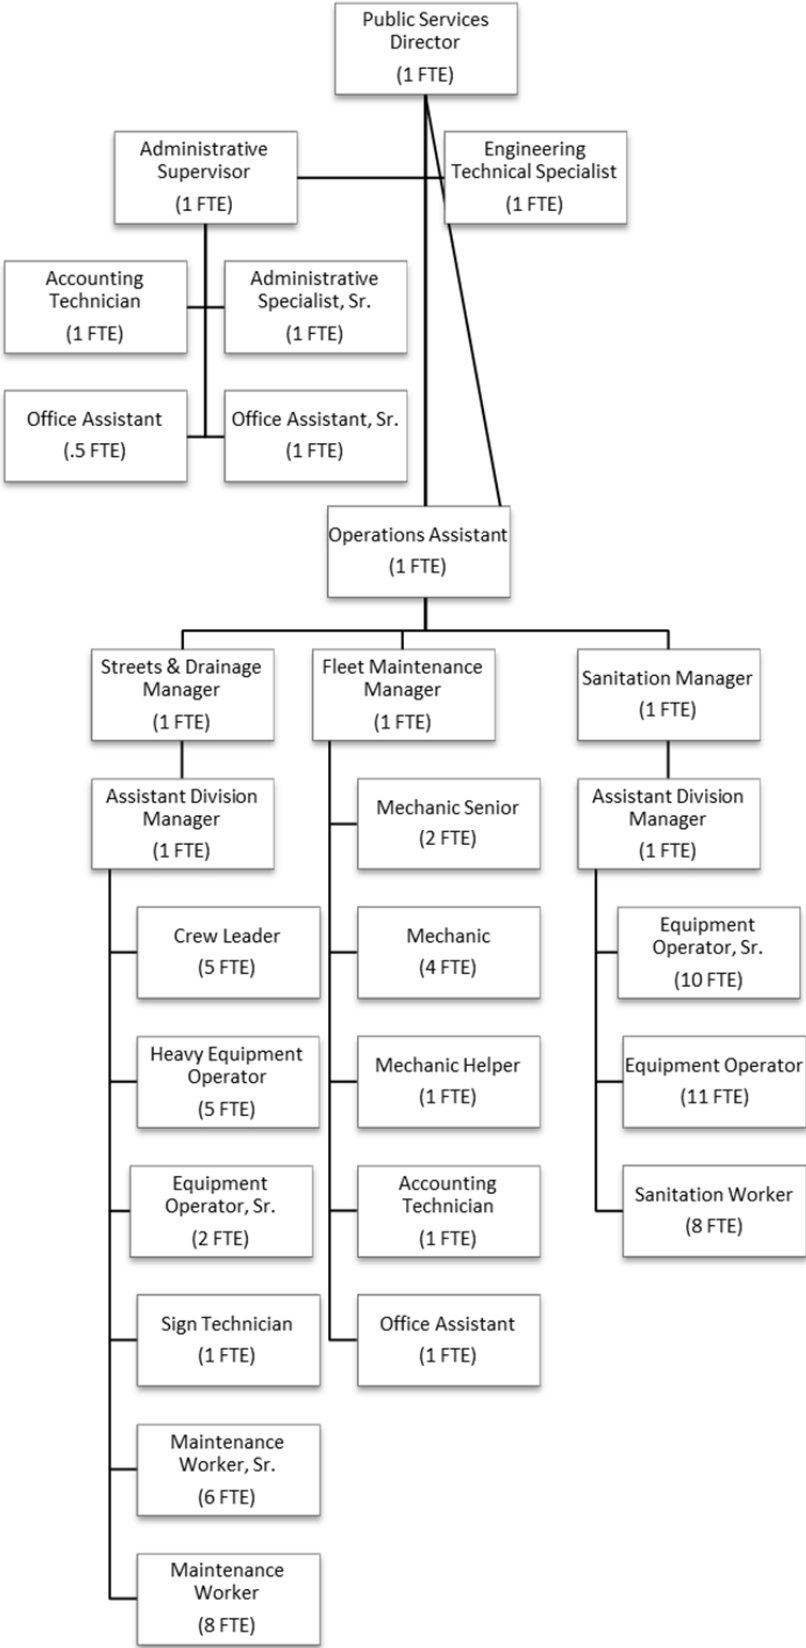 Public Services
Director
(1 FTE)
Administrative
Supervisor
(1 FTE)
Engineering
Technical Specialist
(1 FTE)
Accounting
Technician
(1 FTE)
Administrative
Specialist, Sr.
(1 FTE)
Office Assistant
(.5 FTE)
Office Assistant, Sr.
(1 FTE)
Operations Assistant
(1 FTE)
Streets & Drainage
Manager
(1 FTE)
Fleet Maintenance
Manager
(1 FTE)
Sanitation Manager
(1 FTE)
Assistant Division
Manager
(1 FTE)
Mechanic Senior
(2 FTE)
Assistant Division
Manager
(1 FTE)
Crew Leader
(5 FTE)
Mechanic
(4 FTE)
Equipment
Operator, Sr.
(10 FTE)
Heavy Equipment
Operator
(5 FTE)
Mechanic Helper
(1 FTE)
Equipment Operator
(11 FTE)
Equipment
Operator, Sr.
(2 FTE)
Accounting
Technician
(1 FTE)
Sanitation Worker
(8 FTE)
Sign Technician
(1 FTE)
Office Assistant
(1 FTE)
Maintenance
Worker, Sr.
(6 FTE)
Maintenance
Worker
(8 FTE)